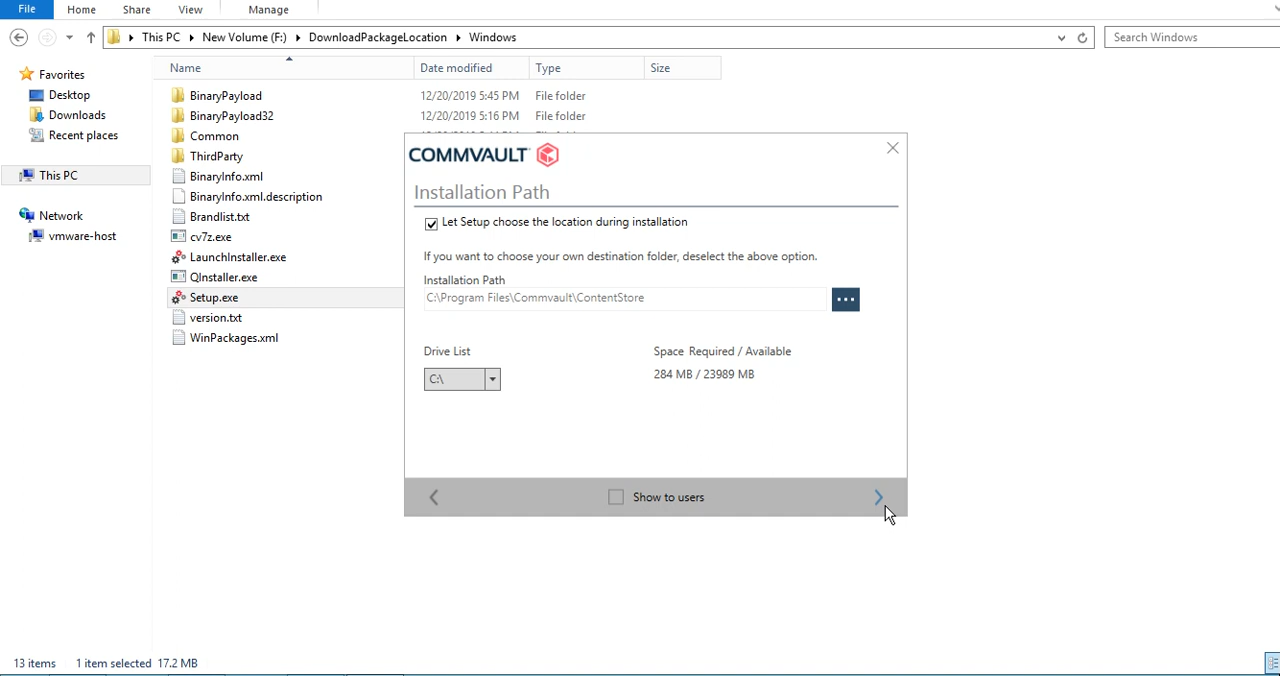 File Home Share View Manage
This PC New Volume (F:) DownloadPackageLocation Windows Search Windows
Name Date modified Type Size
Favorites
Desktop
Downloads
Recent places
This PC
Network
vmware-host
BinaryPayload 12/20/2019 5:45 PM File folder
BinaryPayload32 12/20/2019 5:16 PM File folder
Common
ThirdParty
BinaryInfo.xml
BinaryInfo.xml.description
Brandlist.txt
cv7z.exe
LaunchInstaller.exe
QInstaller.exe
Setup.exe
version.txt
WinPackages.xml
COMMVAULT
Installation Path
Let Setup choose the location during installation
If you want to choose your own destination folder, deselect the above option.
Installation Path
C:\Program Files\Commvault\ContentStore
Drive List Space Required / Available
C:\ 284 MB / 23989 MB
Show to users
13 items 1 item selected 17.2 MB